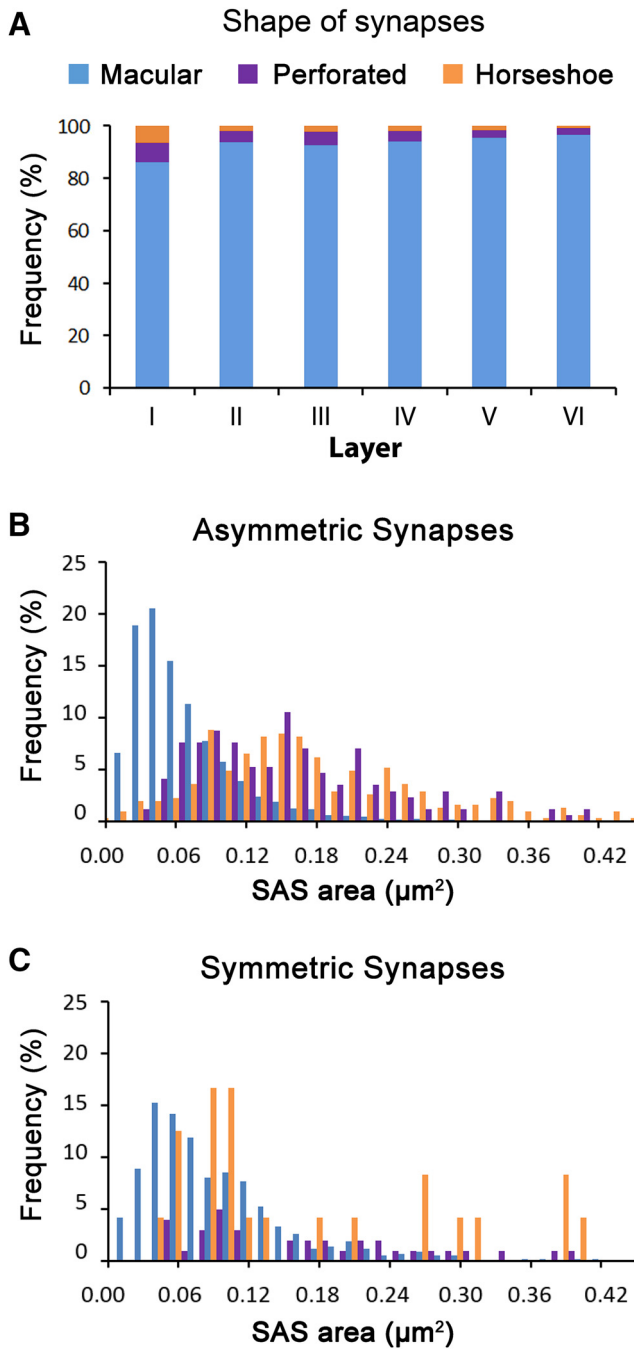 A
Shape of synapses
Macular Perforated Horseshoe
Frequency (%)
100
80
60
40
20
0
I II III IV V VI
Layer
B
Asymmetric Synapses
Frequency (%)
25
20
15
10
5
0
0.00 0.06 0.12 0.18 0.24 0.30 0.36 0.42
SAS area (µm²)
C
Symmetric Synapses
Frequency (%)
25
20
15
10
5
0
0.00 0.06 0.12 0.18 0.24 0.30 0.36 0.42
SAS area (µm²)